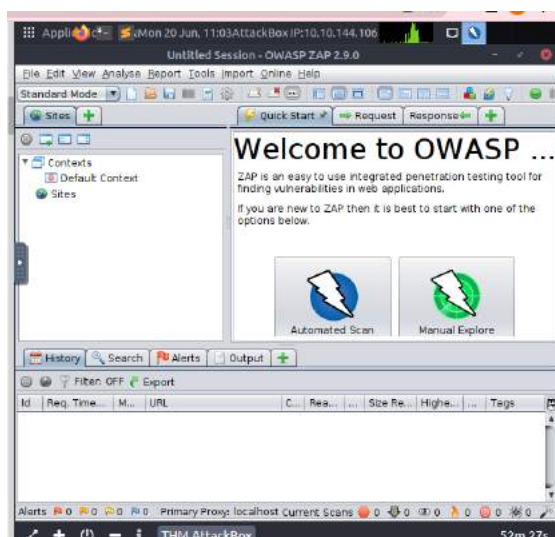 Appli
Mon 20 Jun, 11:03AttackBox IP:10.10.144.106
Untitled Session - OWASP ZAP 2.9.0
File Edit View Analyse Report Tools Import Online Help
Standard Mode
Sites
Quick Start Request Response
Contexts
Default Context
Sites
Welcome to OWASP ...
ZAP is an easy to use integrated penetration testing tool for
finding vulnerabilities in web applications.
If you are new to ZAP then it is best to start with one of the
options below.
Automated Scan Manual Explore
History Search Alerts Output
Filter: OFF Export
Id Req. Time... M... URL C... Rea... ... Size Re... Highe... ... Tags
Alerts 0 0 0 0 Primary Proxy: localhost Current Scans 0 0 0 0 0 0
THM AttackBox 52m 27s